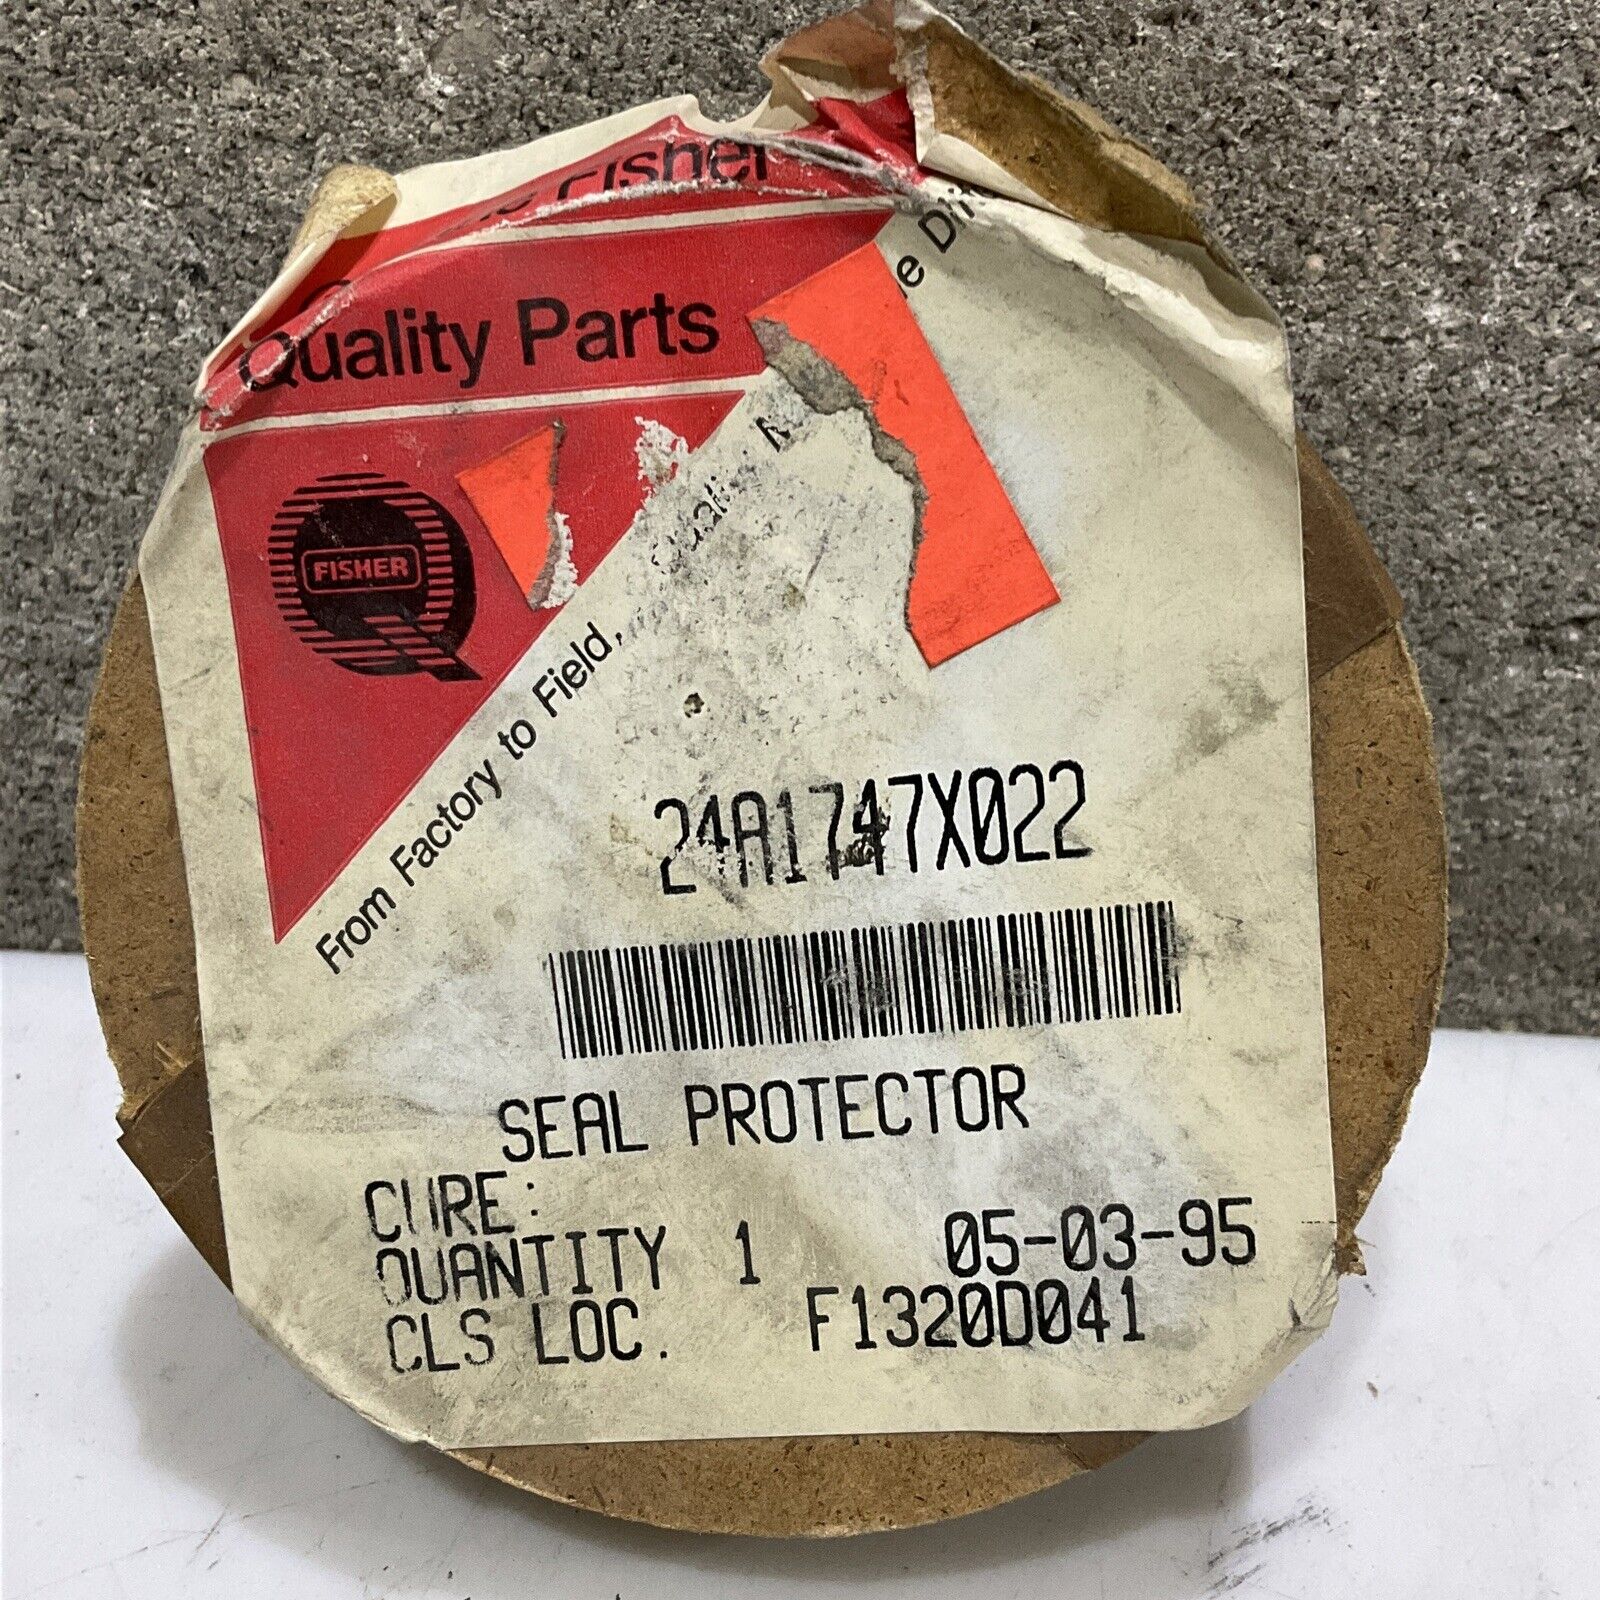 Fisher
Quality Parts
FISHER
From Factory to Field,
24A1747X022
SEAL PROTECTOR
CURE:
QUANTITY 1 05-03-95
CLS LOC. F1320D041